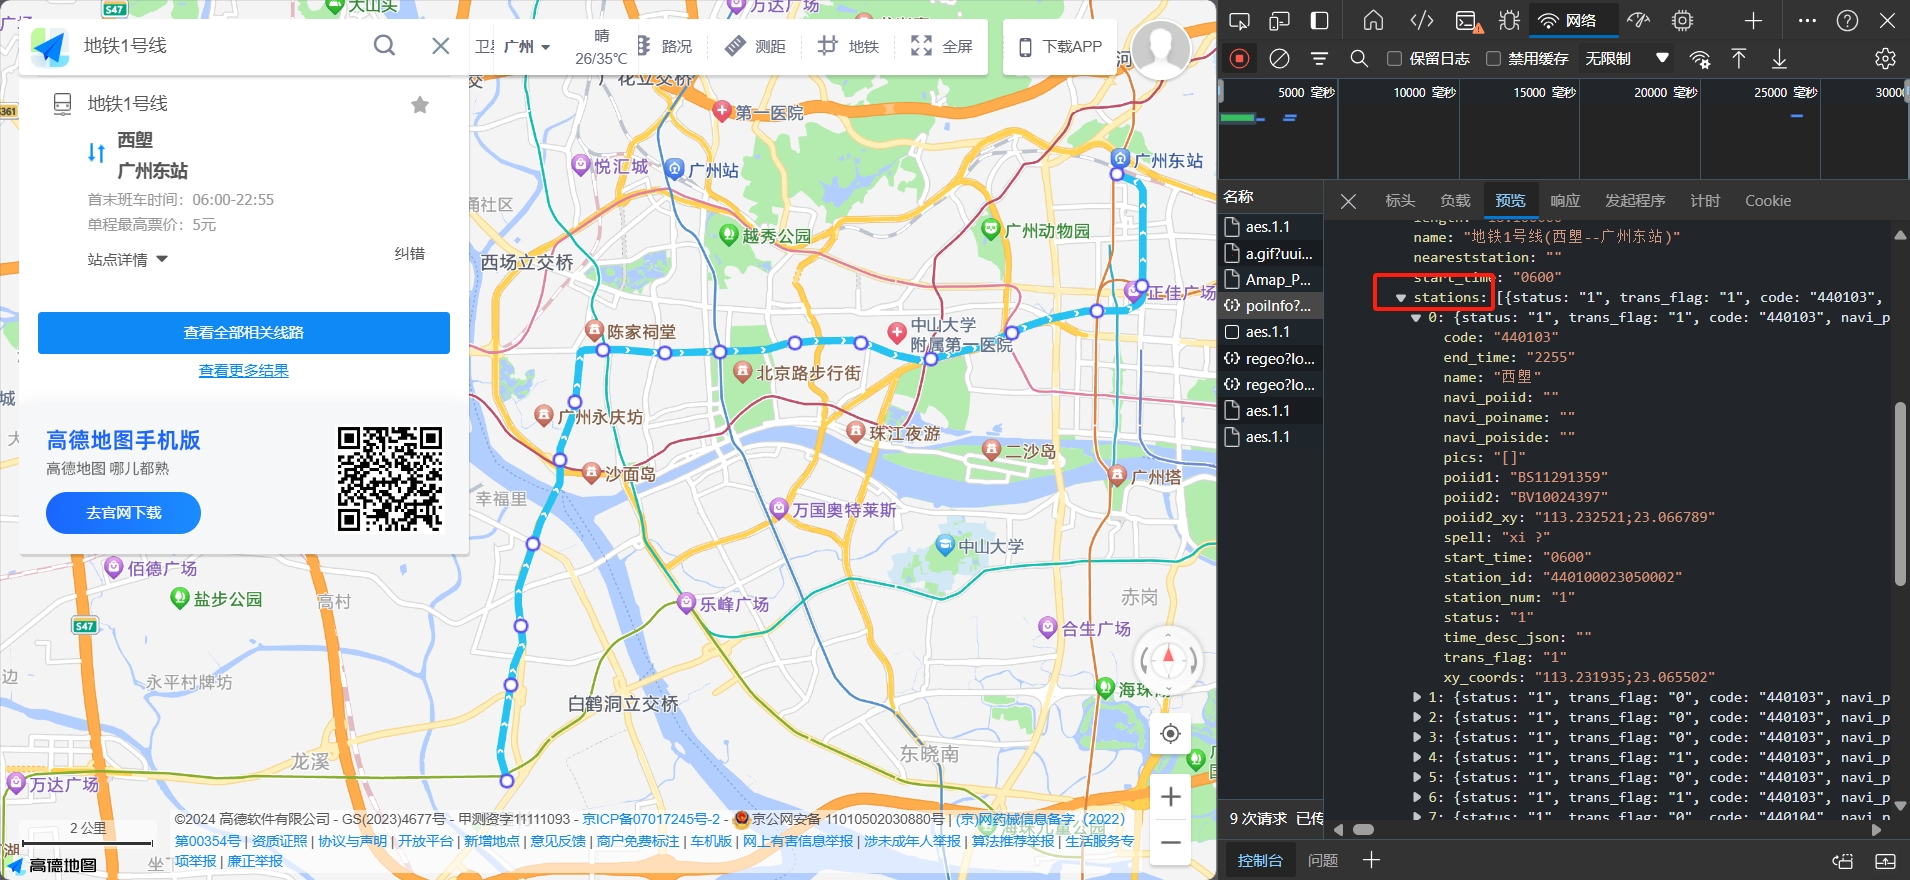 地铁1号线
卫星
广州
晴
26/35℃
路况
测距
地铁
全屏
下载APP
地铁1号线
西塱
广州东站
首末班车时间：06:00-22:55
单程最高票价：5元
站点详情
纠错
查看全部相关线路
查看更多结果
高德地图手机版
高德地图 哪儿都熟
去官网下载
S47
大山头
万达广场
第一医院
悦汇城
广州站
广州东站
涌社区
越秀公园
广州动物园
西场立交桥
正佳广场
陈家祠堂
中山大学
附属第一医院
北京路步行街
广州永庆坊
珠江夜游
二沙岛
广州塔
沙面岛
幸福里
万国奥特莱斯
中山大学
佰德广场
盐步公园
高村
S47
乐峰广场
赤岗
合生广场
永平村牌坊
白鹤洞立交桥
龙溪
东晓南
万达广场
2 公里
高德地图
©2024 高德软件有限公司 - GS(2023)4677号 - 甲测资字11111093 - 京ICP备07017245号-2 - 京公网安备 11010502030880号 | (京)网药械信息备字（2022）
第00354号 | 资质证照 | 协议与声明 | 开放平台 | 新增地点 | 意见反馈 | 商户免费标注 | 车机版 | 网上有害信息举报 | 涉未成年人举报 | 算法推荐举报 | 生活服务专
项举报 | 廉正举报
网络
保留日志
禁用缓存
无限制
5000 毫秒
10000 毫秒
15000 毫秒
20000 毫秒
25000 毫秒
30000
名称
aes.1.1
a.gif?uui...
Amap_P...
poiInfo?...
aes.1.1
regeo?lo...
regeo?lo...
aes.1.1
aes.1.1
9 次请求 已传
标头
负载
预览
响应
发起程序
计时
Cookie
name: "地铁1号线(西塱--广州东站)"
neareststation: ""
start_time: "0600"
stations: [{status: "1", trans_flag: "1", code: "440103",
0: {status: "1", trans_flag: "1", code: "440103", navi_p
code: "440103"
end_time: "2255"
name: "西塱"
navi_poiid: ""
navi_poiname: ""
navi_poiside: ""
pics: "[]"
poiid1: "BS11291359"
poiid2: "BV10024397"
poiid2_xy: "113.232521;23.066789"
spell: "xi ?"
start_time: "0600"
station_id: "440100023050002"
station_num: "1"
status: "1"
time_desc_json: ""
trans_flag: "1"
xy_coords: "113.231935;23.065502"
1: {status: "1", trans_flag: "0", code: "440103", navi_p
2: {status: "1", trans_flag: "0", code: "440103", navi_p
3: {status: "1", trans_flag: "0", code: "440103", navi_p
4: {status: "1", trans_flag: "1", code: "440103", navi_p
5: {status: "1", trans_flag: "0", code: "440103", navi_p
6: {status: "1", trans_flag: "1", code: "440103", navi_p
7: {status: "1", trans_flag: "0", code: "440104", navi_p
控制台
问题